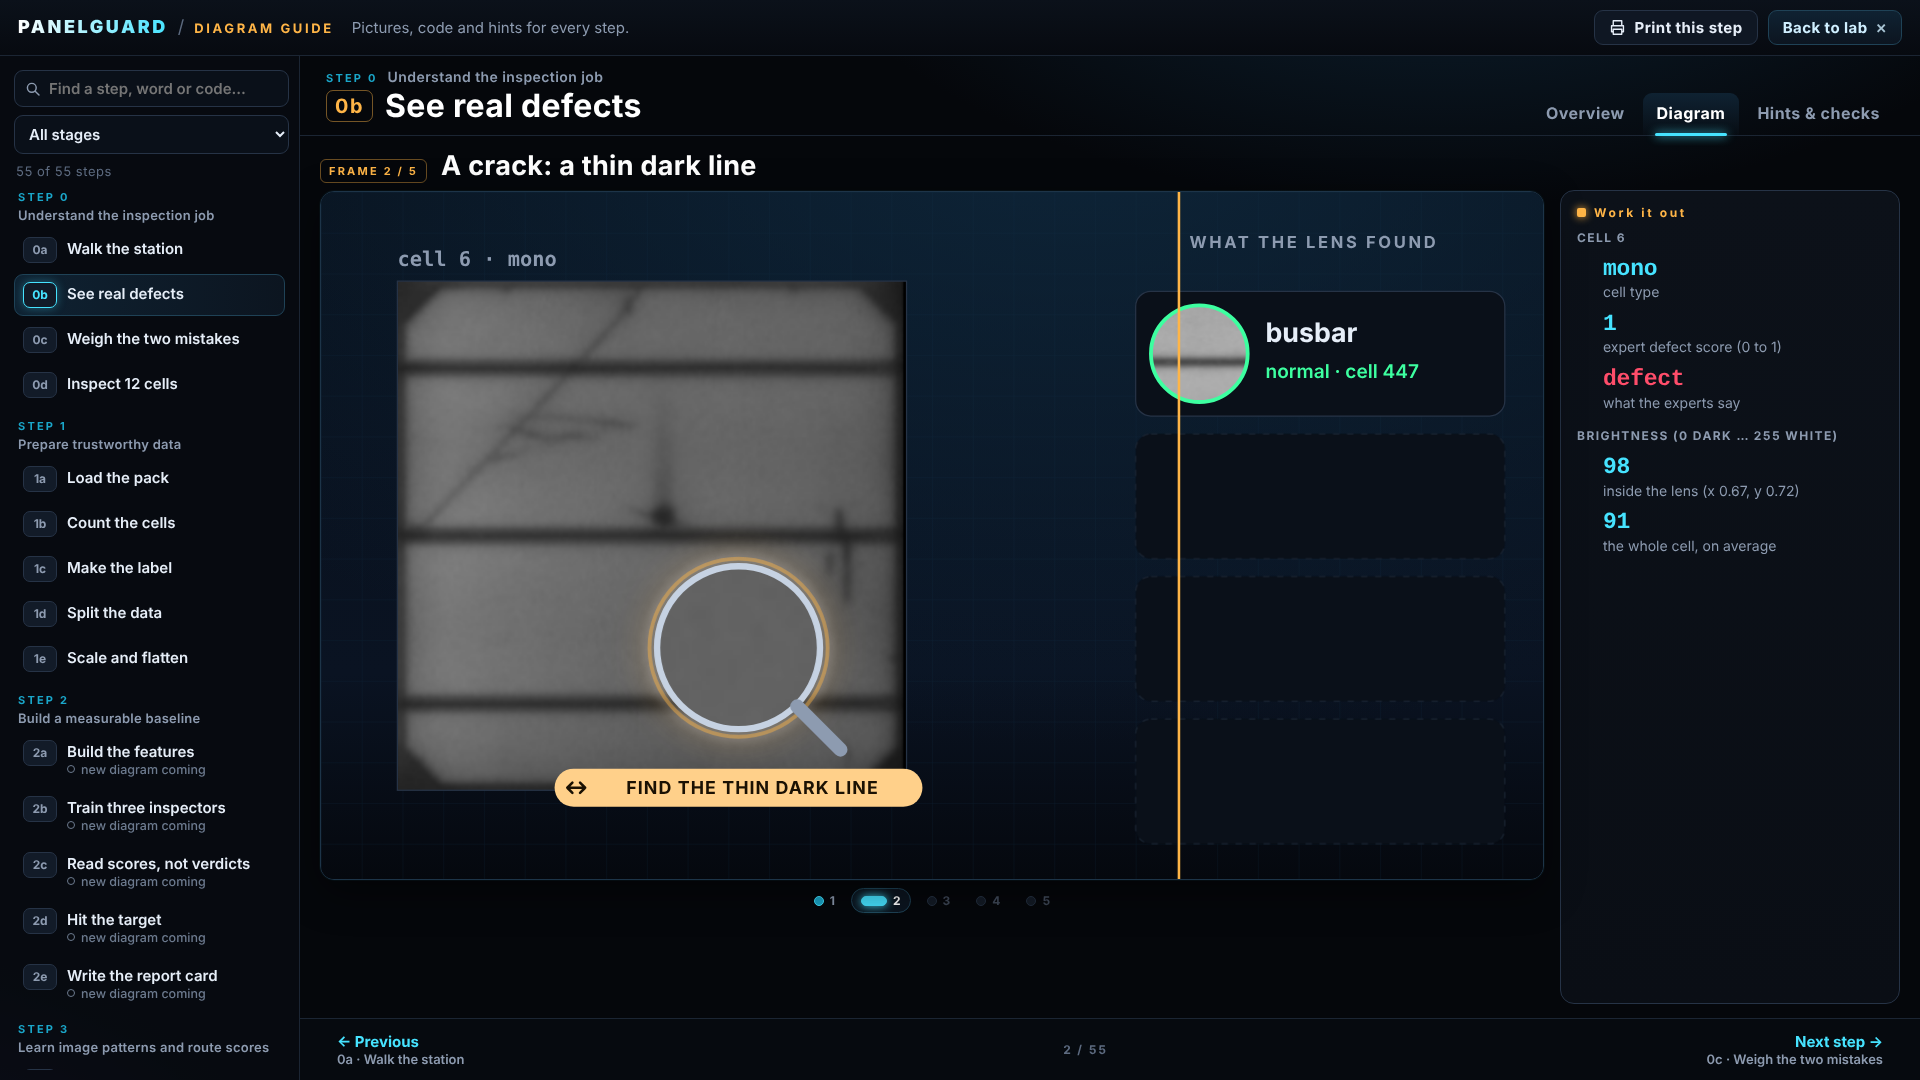 PANELGUARD / DIAGRAM GUIDE Pictures, code and hints for every step.
Print this step
Back to lab ×
Find a step, word or code...
All stages
55 of 55 steps
STEP 0
Understand the inspection job
0a Walk the station
0b See real defects
0c Weigh the two mistakes
0d Inspect 12 cells
STEP 1
Prepare trustworthy data
1a Load the pack
1b Count the cells
1c Make the label
1d Split the data
1e Scale and flatten
STEP 2
Build a measurable baseline
2a Build the features
new diagram coming
2b Train three inspectors
new diagram coming
2c Read scores, not verdicts
new diagram coming
2d Hit the target
new diagram coming
2e Write the report card
new diagram coming
STEP 3
Learn image patterns and route scores
STEP 0 Understand the inspection job
0b See real defects
Overview
Diagram
Hints & checks
FRAME 2 / 5 A crack: a thin dark line
cell 6 · mono
FIND THE THIN DARK LINE
WHAT THE LENS FOUND
busbar
normal · cell 447
1
2
3
4
5
Work it out
CELL 6
mono
cell type
1
expert defect score (0 to 1)
defect
what the experts say
BRIGHTNESS (0 DARK … 255 WHITE)
98
inside the lens (x 0.67, y 0.72)
91
the whole cell, on average
← Previous
0a · Walk the station
2 / 55
Next step →
0c · Weigh the two mistakes